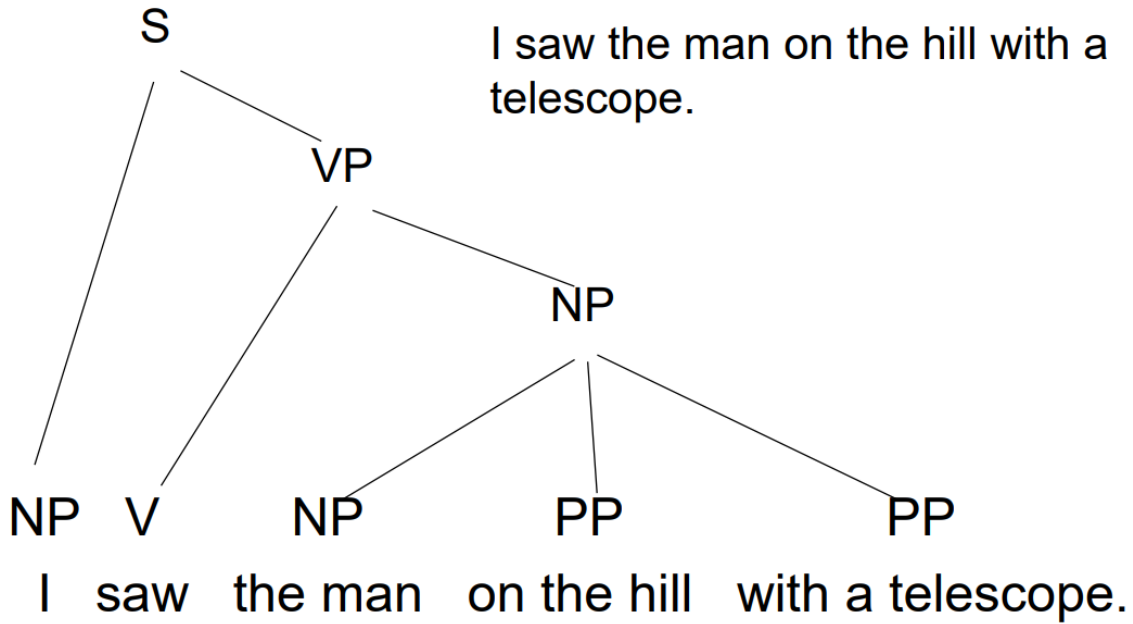 S
I saw the man on the hill with a
telescope.
VP
NP
NP V NP PP PP
I saw the man on the hill with a telescope.